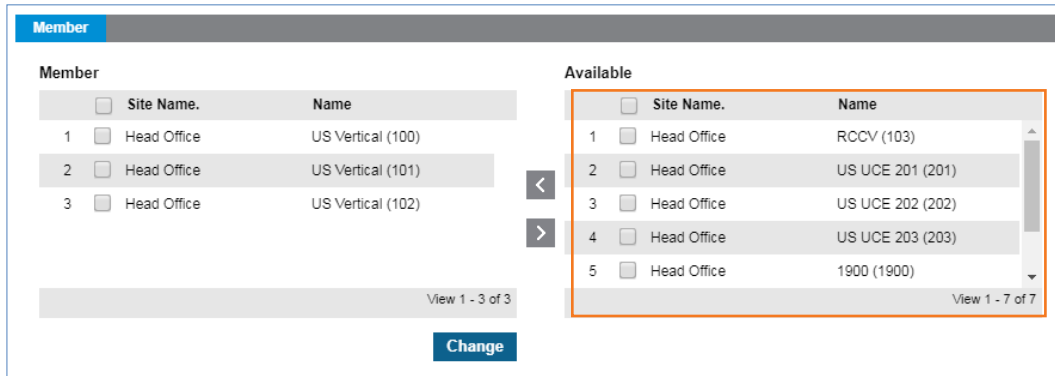 Member
Member
Site Name. Name
1 Head Office US Vertical (100)
2 Head Office US Vertical (101)
3 Head Office US Vertical (102)
View 1 - 3 of 3
Available
Site Name. Name
1 Head Office RCCV (103)
2 Head Office US UCE 201 (201)
3 Head Office US UCE 202 (202)
4 Head Office US UCE 203 (203)
5 Head Office 1900 (1900)
View 1 - 7 of 7
Change